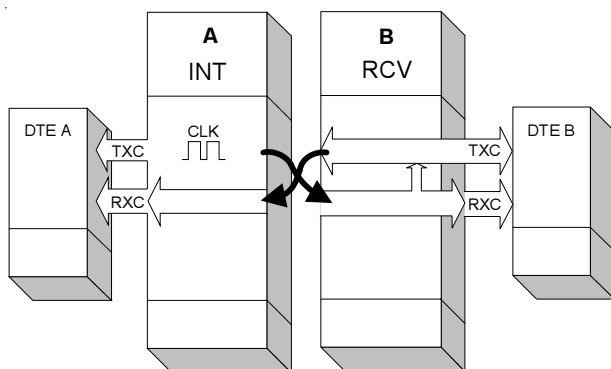 A
INT
B
RCV
DTE A
TXC
CLK
RXC
TXC
DTE B
RXC